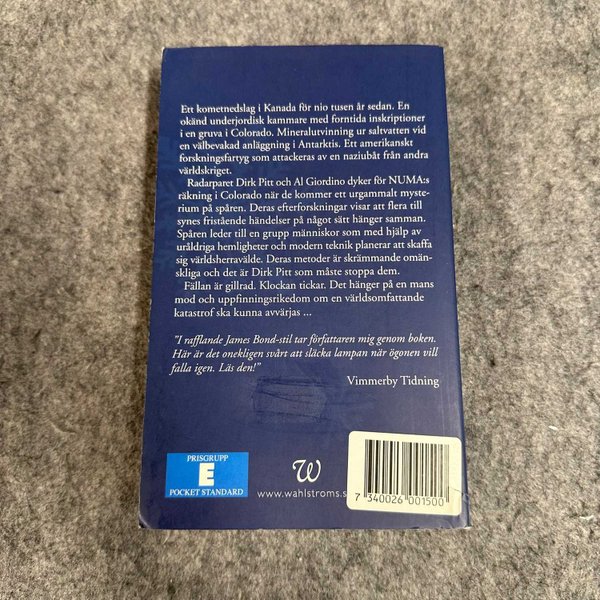 Ett kometnedslag i Kanada för nio tusen år sedan. En
okänd underjordisk kammare med forntida inskriptioner
i en gruva i Colorado. Mineralutvinning ur saltvatten vid
en välbevakad anläggning i Antarktis. Ett amerikanskt
forskningsfartyg som attackeras av en naziubåt från andra
världskriget.
Radarparet Dirk Pitt och Al Giordino dyker för NUMA:s
räkning i Colorado när de kommer ett urgammalt myste-
rium på spåren. Deras efterforskningar visar att flera till
synes fristående händelser på något sätt hänger samman.
Spåren leder till en grupp människor som med hjälp av
uråldriga hemligheter och modern teknik planerar att skaffa
sig världsherravälde. Deras metoder är skrämmande omän-
skliga och det är Dirk Pitt som måste stoppa dem.
Fällan är gillrad. Klockan tickar. Det hänger på en mans
mod och uppfinningsrikedom om en världsomfattande
katastrof ska kunna avvärjas ...
"I rafflande James Bond-stil tar författaren mig genom boken.
Här är det onekligen svårt att släcka lampan när ögonen vill
falla igen. Läs den!"
Vimmerby Tidning
PRISGRUPP
E
POCKET STANDARD
W
www.wahlstroms.s
7 340026 001500